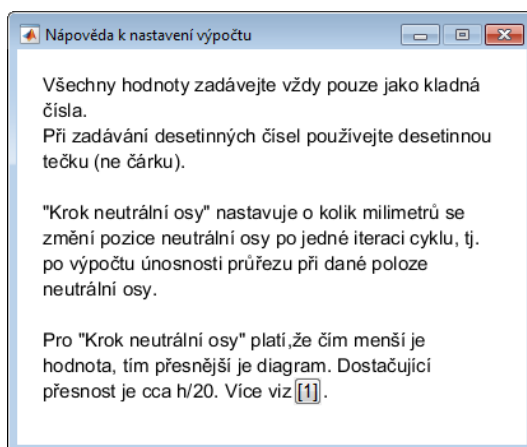 Nápověda k nastavení výpočtu
Všechny hodnoty zadávejte vždy pouze jako kladná
čísla.
Při zadávání desetinných čísel používejte desetinnou
tečku (ne čárku).
"Krok neutrální osy" nastavuje o kolik milimetrů se
změní pozice neutrální osy po jedné iteraci cyklu, tj.
po výpočtu únosnosti průřezu při dané poloze
neutrální osy.
Pro "Krok neutrální osy" platí,že čím menší je
hodnota, tím přesnější je diagram. Dostačující
přesnost je cca h/20. Více viz [1] .